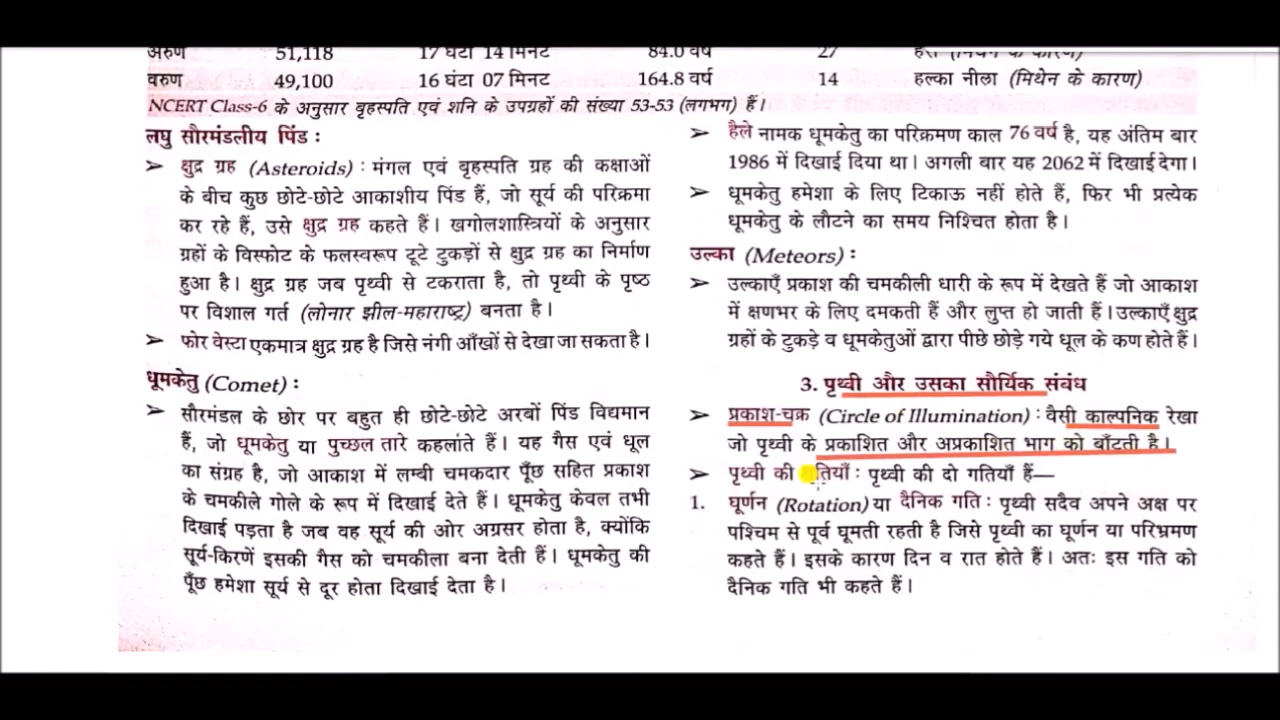 अरुण 51,118 17 घंटा 14 मिनट 84.0 वर्ष 27 हरा (मिथेन के कारण)
वरुण 49,100 16 घंटा 07 मिनट 164.8 वर्ष 14 हल्का नीला (मिथेन के कारण)
NCERT Class-6 के अनुसार बृहस्पति एवं शनि के उपग्रहों की संख्या 53-53 (लगभग) हैं।
लघु सौरमंडलीय पिंड :
➢ क्षुद्र ग्रह (Asteroids) : मंगल एवं बृहस्पति ग्रह की कक्षाओं
के बीच कुछ छोटे-छोटे आकाशीय पिंड हैं, जो सूर्य की परिक्रमा
कर रहे हैं, उसे क्षुद्र ग्रह कहते हैं। खगोलशास्त्रियों के अनुसार
ग्रहों के विस्फोट के फलस्वरूप टूटे टुकड़ों से क्षुद्र ग्रह का निर्माण
हुआ है। क्षुद्र ग्रह जब पृथ्वी से टकराता है, तो पृथ्वी के पृष्ठ
पर विशाल गर्त (लोनार झील-महाराष्ट्र) बनता है।
➢ फोर वेस्टा एकमात्र क्षुद्र ग्रह है जिसे नंगी आँखों से देखा जा सकता है।
धूमकेतु (Comet) :
➢ सौरमंडल के छोर पर बहुत ही छोटे-छोटे अरबों पिंड विद्यमान
हैं, जो धूमकेतु या पुच्छल तारे कहलाते हैं। यह गैस एवं धूल
का संग्रह है, जो आकाश में लम्बी चमकदार पूँछ सहित प्रकाश
के चमकीले गोले के रूप में दिखाई देते हैं। धूमकेतु केवल तभी
दिखाई पड़ता है जब वह सूर्य की ओर अग्रसर होता है, क्योंकि
सूर्य-किरणें इसकी गैस को चमकीला बना देती हैं। धूमकेतु की
पूँछ हमेशा सूर्य से दूर होता दिखाई देता है।
➢ हैले नामक धूमकेतु का परिक्रमण काल 76 वर्ष है, यह अंतिम बार
1986 में दिखाई दिया था। अगली बार यह 2062 में दिखाई देगा।
➢ धूमकेतु हमेशा के लिए टिकाऊ नहीं होते हैं, फिर भी प्रत्येक
धूमकेतु के लौटने का समय निश्चित होता है।
उल्का (Meteors) :
➢ उल्काएँ प्रकाश की चमकीली धारी के रूप में देखते हैं जो आकाश
में क्षणभर के लिए दमकती हैं और लुप्त हो जाती हैं। उल्काएँ क्षुद्र
ग्रहों के टुकड़े व धूमकेतुओं द्वारा पीछे छोड़े गये धूल के कण होते हैं।
3. पृथ्वी और उसका सौर्यिक संबंध
➢ प्रकाश-चक्र (Circle of Illumination) : वैसी काल्पनिक रेखा
जो पृथ्वी के प्रकाशित और अप्रकाशित भाग को बाँटती है।
➢ पृथ्वी की गतियाँ : पृथ्वी की दो गतियाँ हैं—
1. घूर्णन (Rotation) या दैनिक गति : पृथ्वी सदैव अपने अक्ष पर
पश्चिम से पूर्व घूमती रहती है जिसे पृथ्वी का घूर्णन या परिभ्रमण
कहते हैं। इसके कारण दिन व रात होते हैं। अतः इस गति को
दैनिक गति भी कहते हैं।